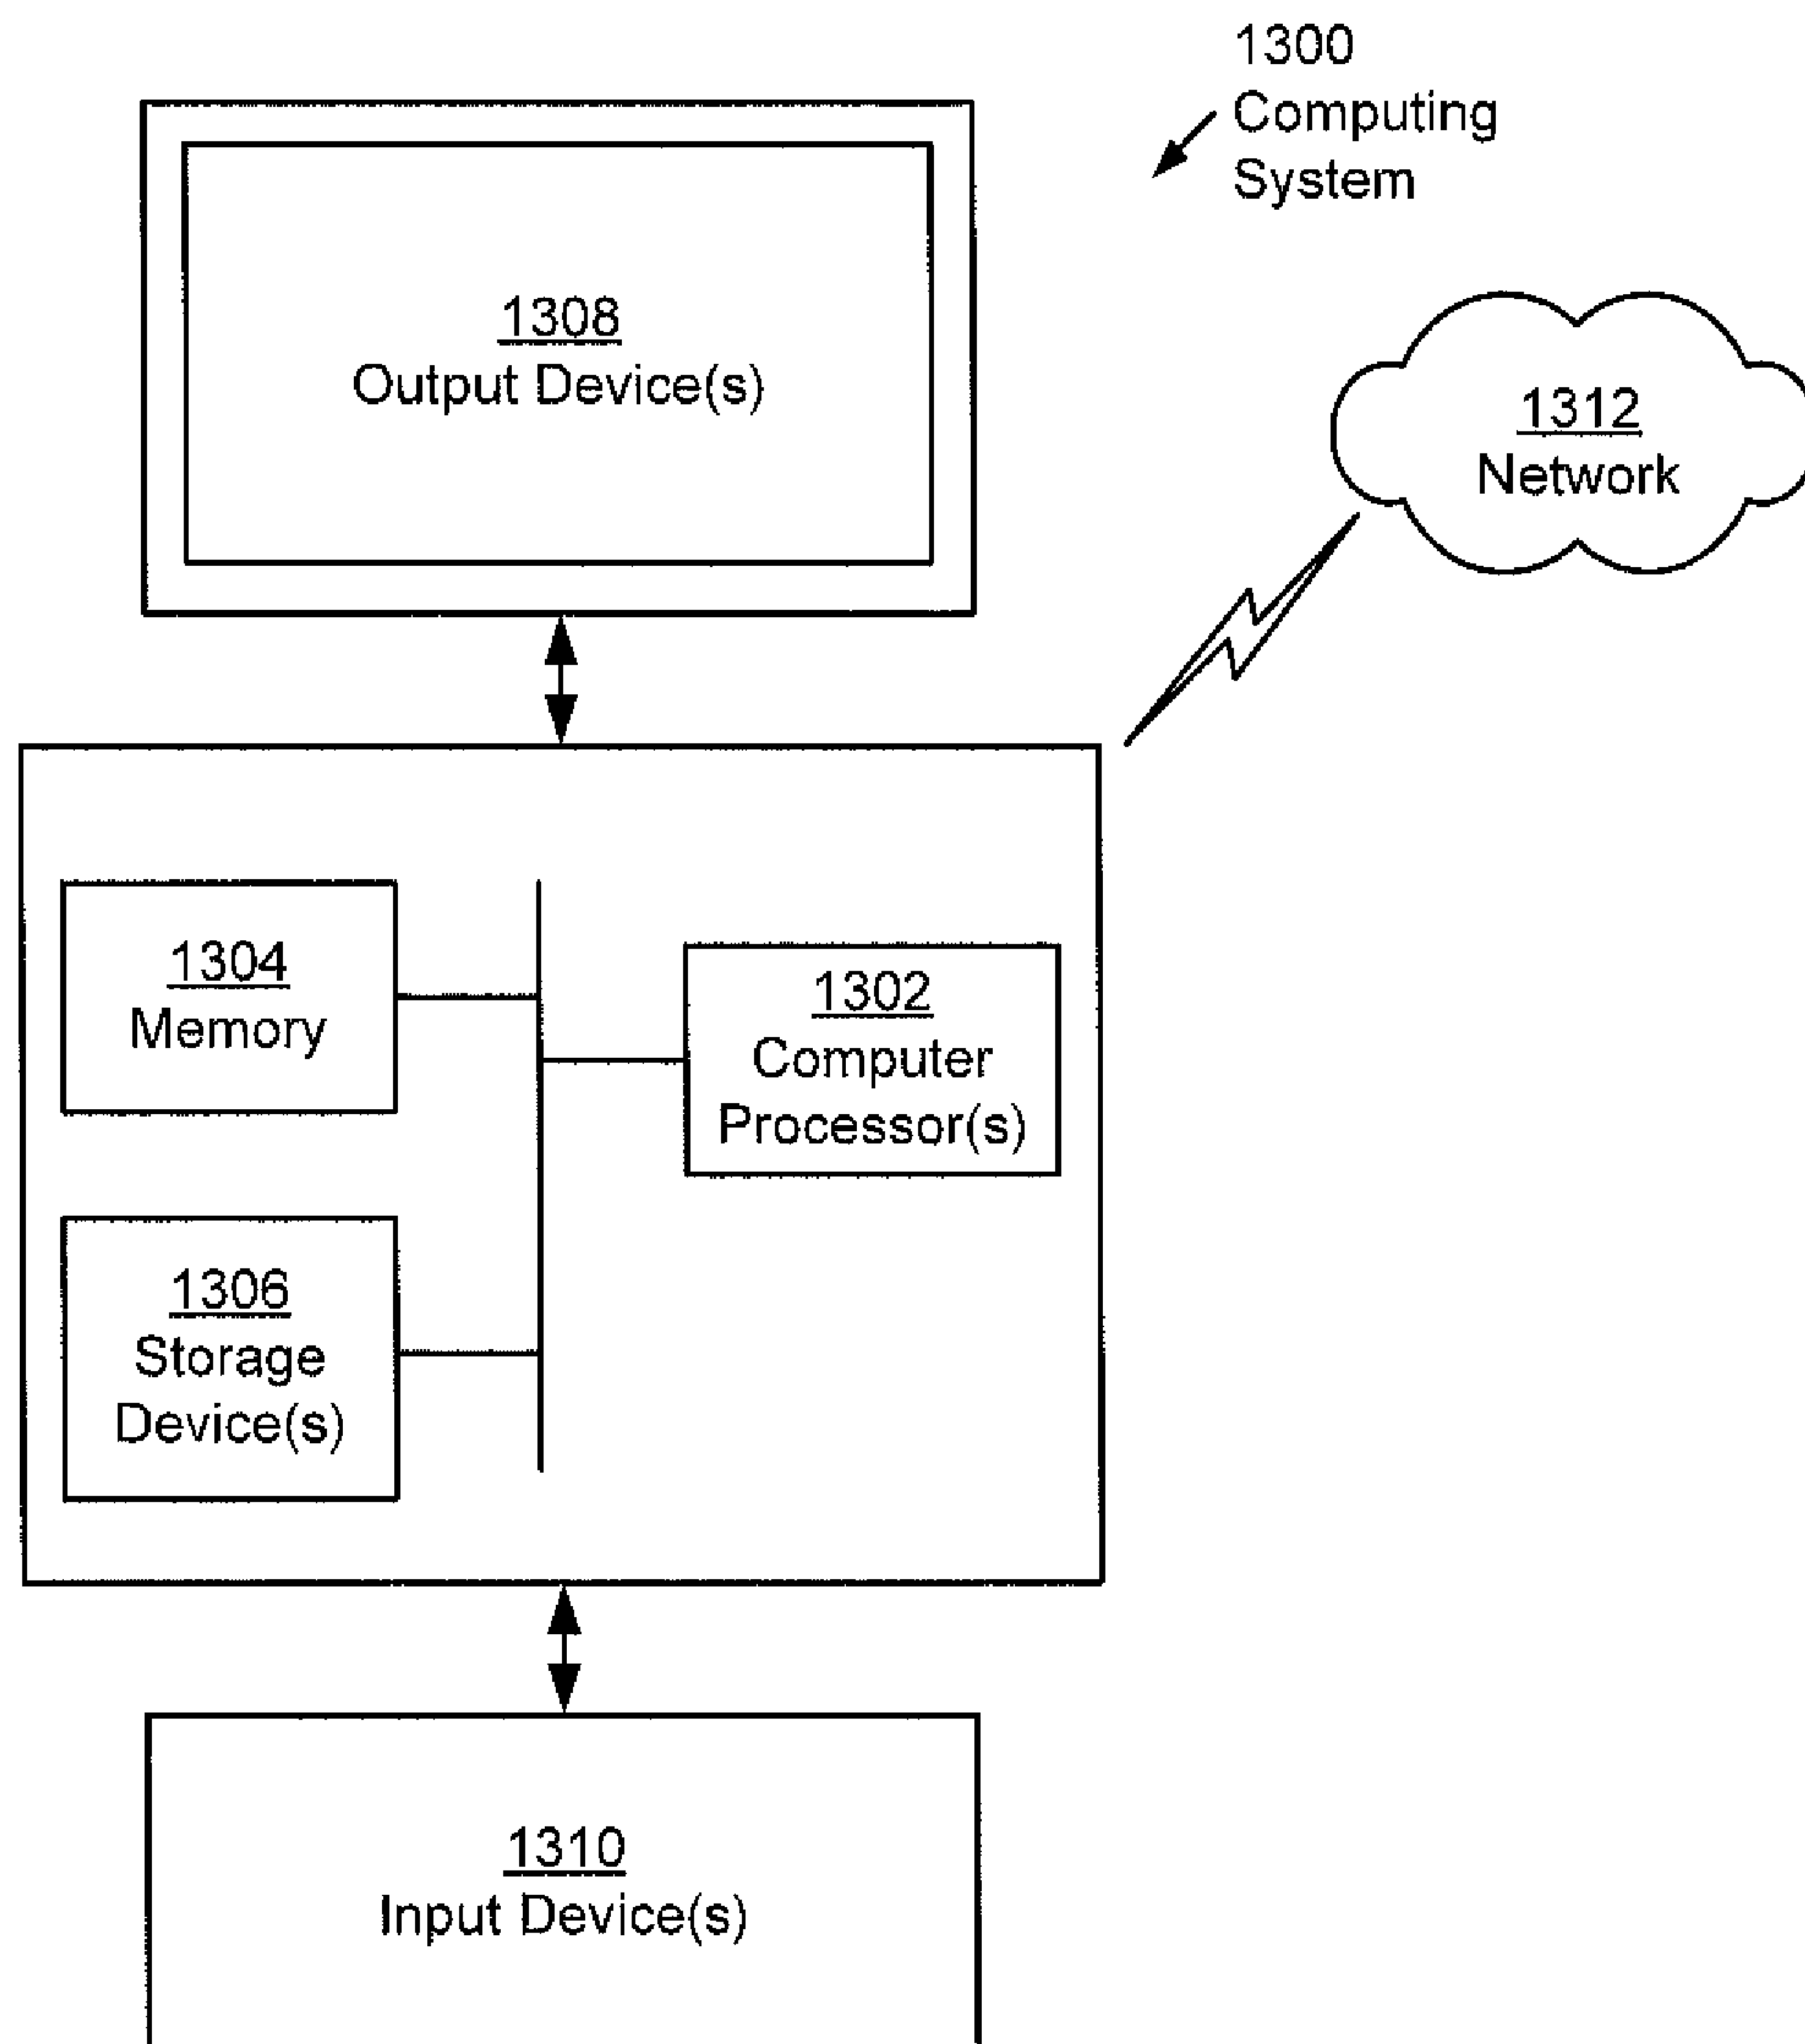 1300
Computing
System
1308
Output Device(s)
1312
Network
1304
Memory
1302
Computer
Processor(s)
1306
Storage
Device(s)
1310
Input Device(s)